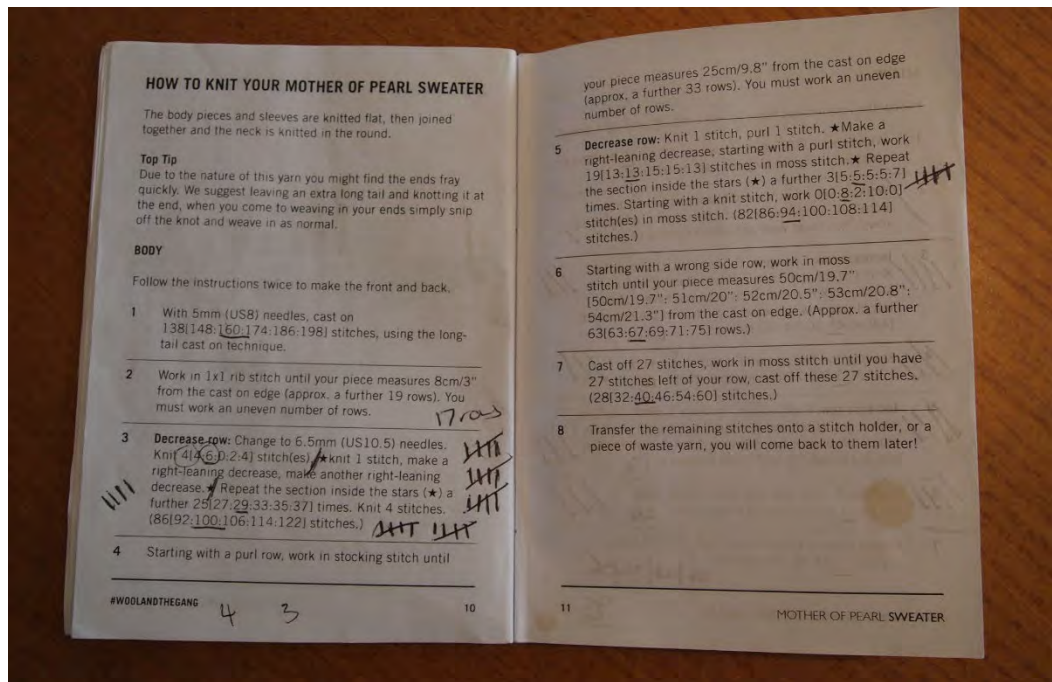 HOW TO KNIT YOUR MOTHER OF PEARL SWEATER
The body pieces and sleeves are knitted flat, then joined
together and the neck is knitted in the round.
Top Tip
Due to the nature of this yarn you might find the ends fray
quickly. We suggest leaving an extra long tail and knotting it at
the end, when you come to weaving in your ends simply snip
off the knot and weave in as normal.
BODY
Follow the instructions twice to make the front and back.
1 With 5mm (US8) needles, cast on
138[148:160:174:186:198] stitches, using the long-
tail cast on technique.
2 Work in 1x1 rib stitch until your piece measures 8cm/3"
from the cast on edge (approx. a further 19 rows). You
must work an uneven number of rows.
17 rows
3 Decrease row: Change to 6.5mm (US10.5) needles.
Knit 4[4:6:0:2:4] stitch(es). ★knit 1 stitch, make a
right-leaning decrease, make another right-leaning
decrease.★ Repeat the section inside the stars (★) a
further 25[27:29:33:35:37] times. Knit 4 stitches.
(86[92:100:106:114:122] stitches.)
4 Starting with a purl row, work in stocking stitch until
#WOOLANDTHEGANG
4 3
10
your piece measures 25cm/9.8" from the cast on edge
(approx. a further 33 rows). You must work an uneven
number of rows.
5 Decrease row: Knit 1 stitch, purl 1 stitch. ★Make a
right-leaning decrease, starting with a purl stitch, work
19[13:13:15:15:13] stitches in moss stitch.★ Repeat
the section inside the stars (★) a further 3[5:5:5:5:7]
times. Starting with a knit stitch, work 0[0:8:2:10:0]
stitch(es) in moss stitch. (82[86:94:100:108:114]
stitches.)
6 Starting with a wrong side row, work in moss
stitch until your piece measures 50cm/19.7"
[50cm/19.7": 51cm/20": 52cm/20.5": 53cm/20.8":
54cm/21.3"] from the cast on edge. (Approx. a further
63[63:67:69:71:75] rows.)
7 Cast off 27 stitches, work in moss stitch until you have
27 stitches left of your row, cast off these 27 stitches.
(28[32:40:46:54:60] stitches.)
8 Transfer the remaining stitches onto a stitch holder, or a
piece of waste yarn, you will come back to them later!
11
MOTHER OF PEARL SWEATER